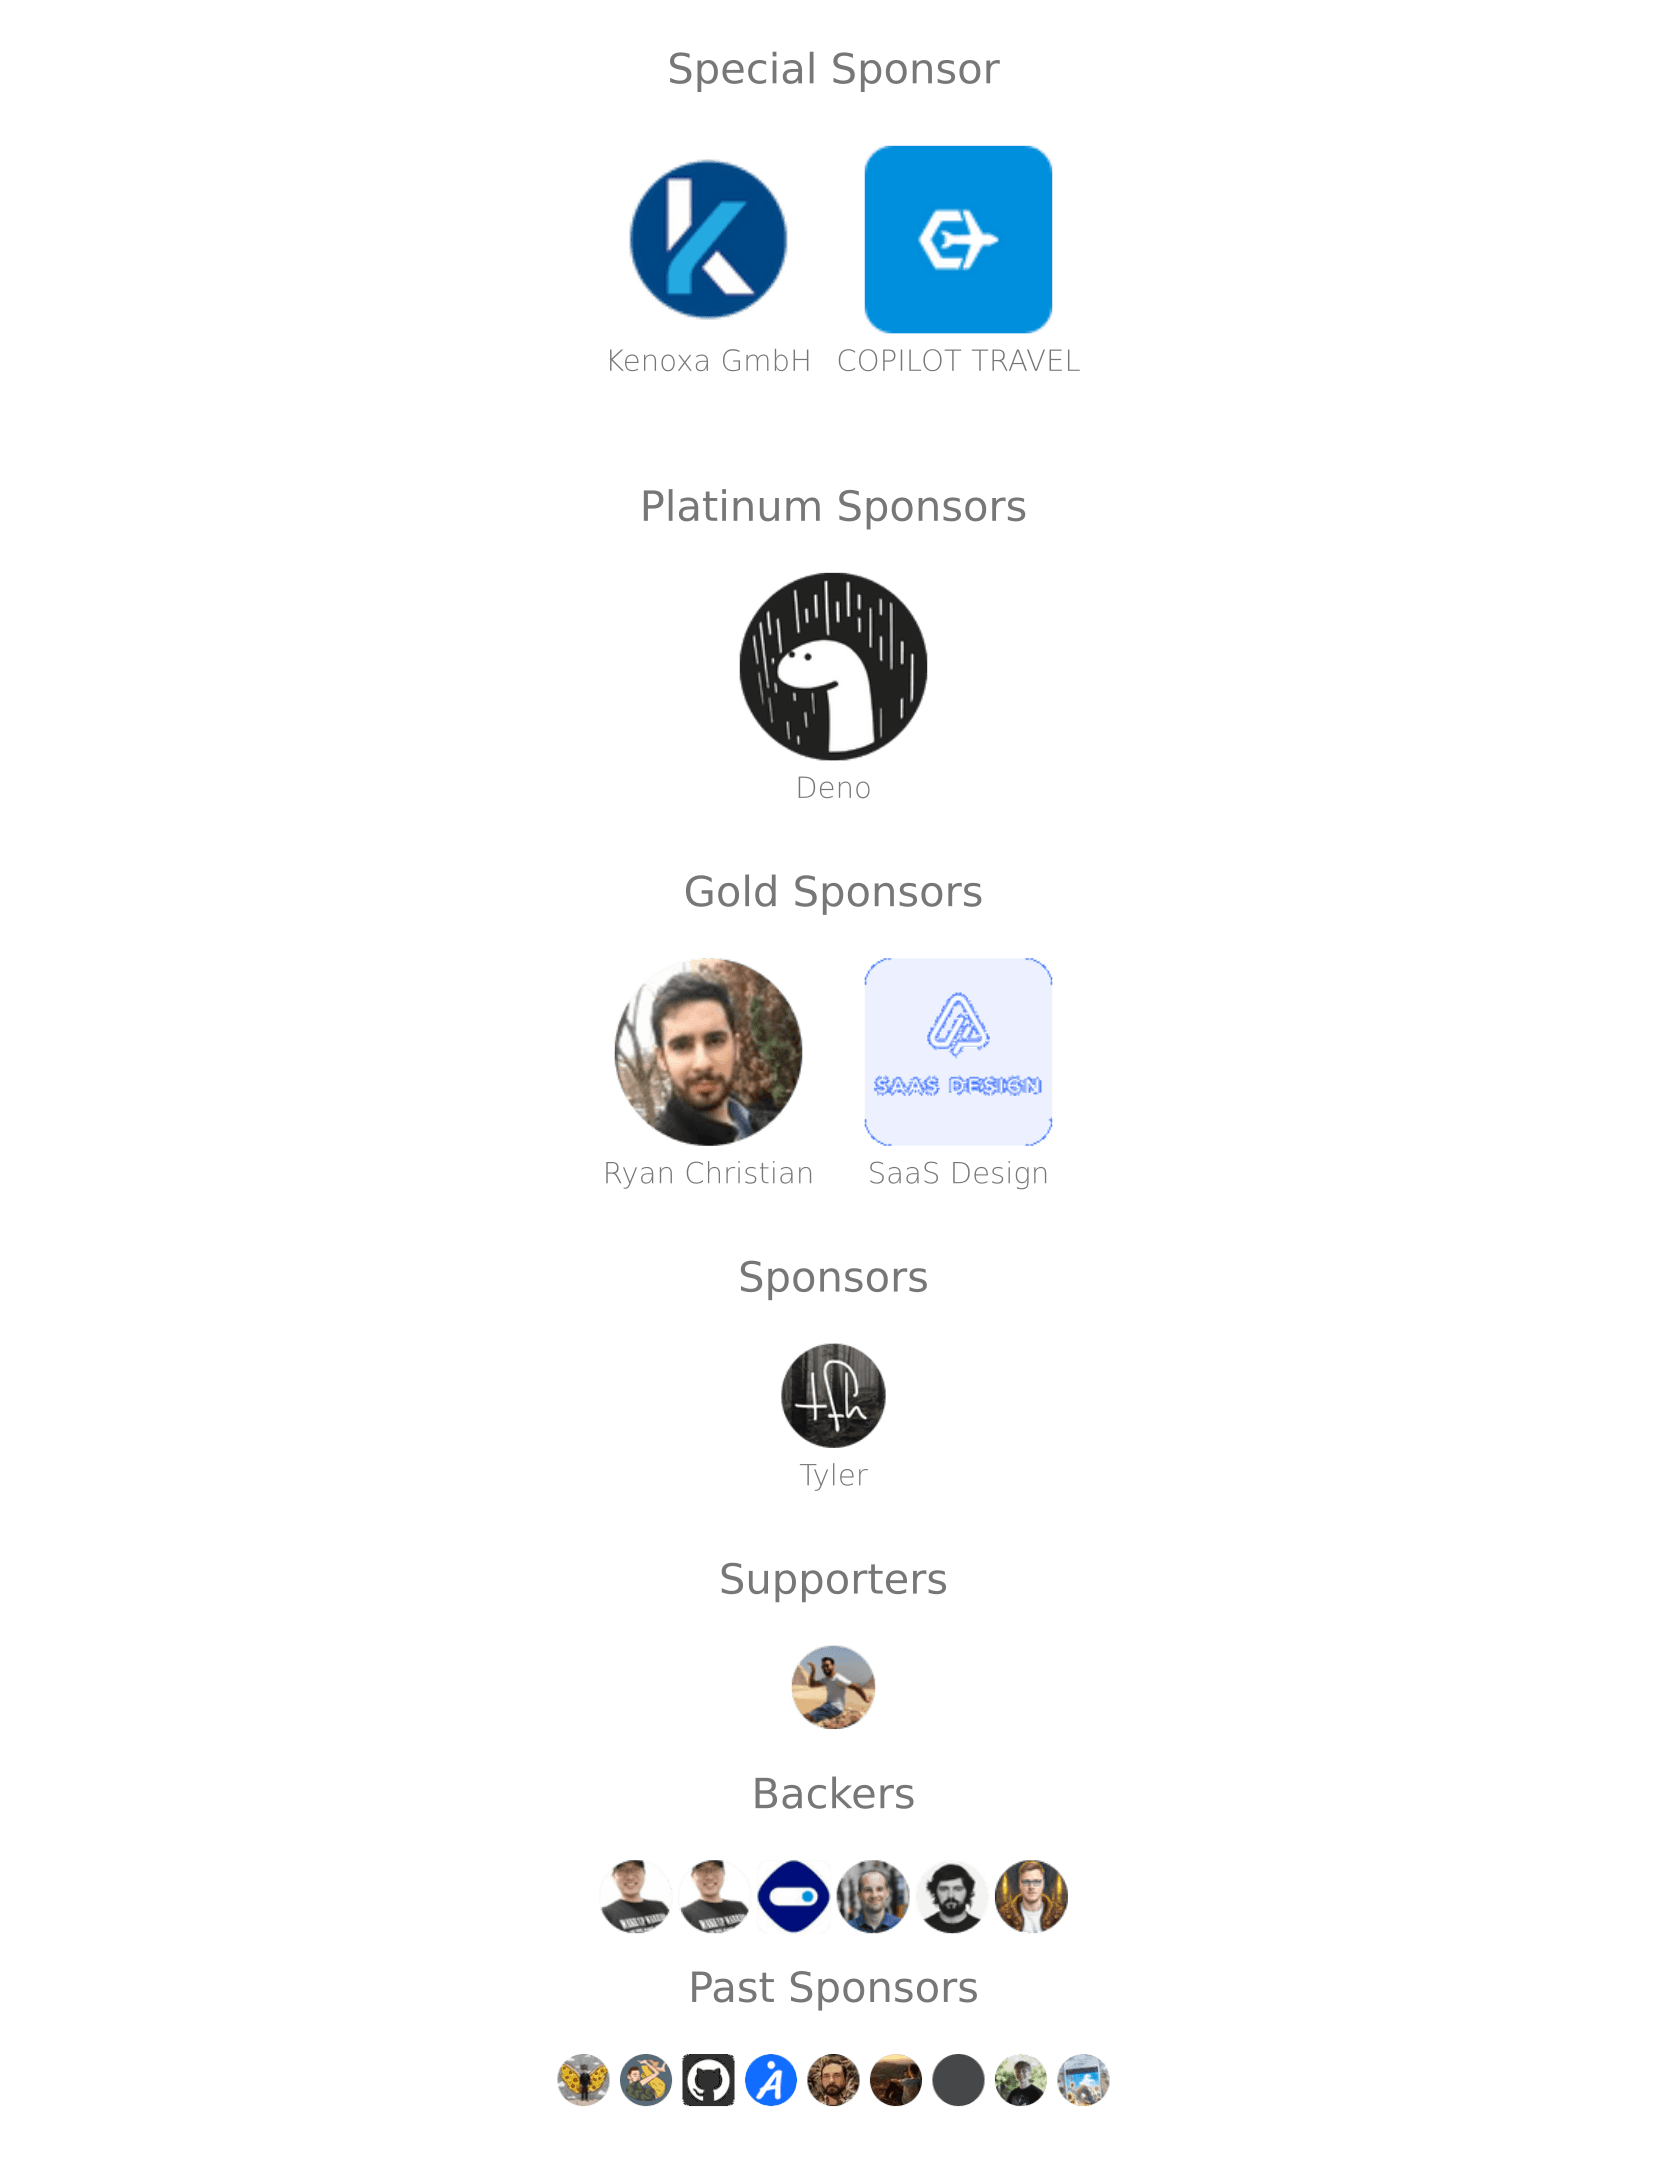 Special Sponsor
Kenoxa GmbH COPILOT TRAVEL
Platinum Sponsors
Deno
Gold Sponsors
SAAS DESIGN
Ryan Christian SaaS Design
Sponsors
tfh
Tyler
Supporters
Backers
Past Sponsors